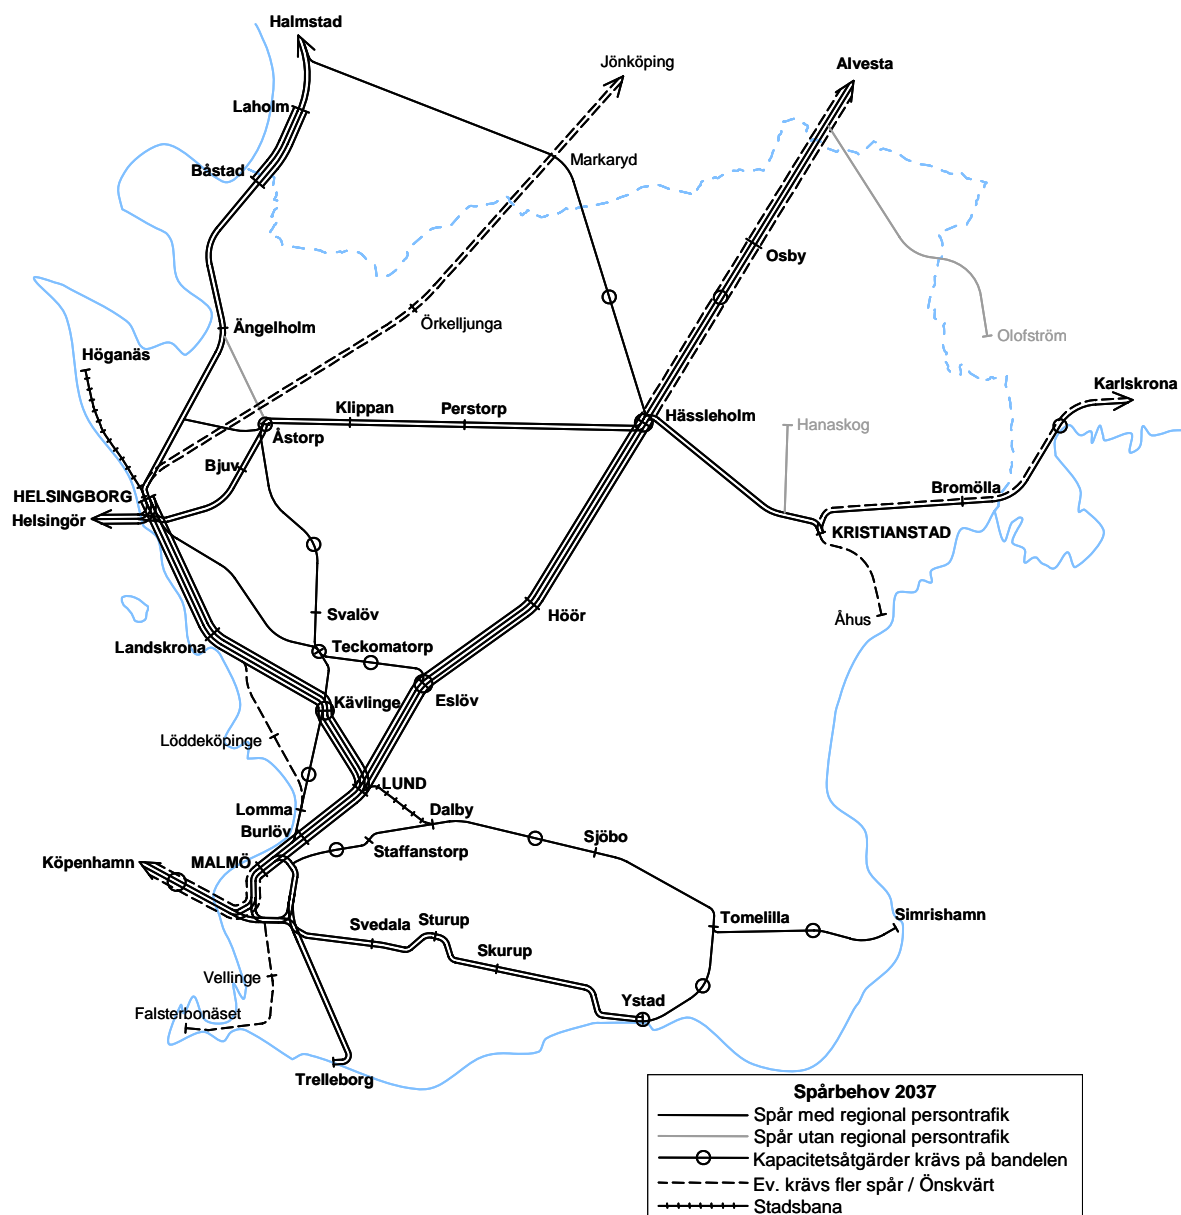 Halmstad
Jönköping
Alvesta
Laholm
Markaryd
Båstad
Osby
Ängelholm
Örkelljunga
Olofström
Höganäs
Karlskrona
Klippan
Perstorp
Hässleholm
Hanaskog
Åstorp
Bjuv
Bromölla
HELSINGBORG
Helsingör
KRISTIANSTAD
Svalöv
Höör
Åhus
Landskrona
Teckomatorp
Kävlinge
Eslöv
Löddeköpinge
LUND
Lomma
Dalby
Burlöv
Sjöbo
Staffanstorp
Köpenhamn
MALMÖ
Svedala
Sturup
Tomelilla
Simrishamn
Skurup
Vellinge
Ystad
Falsterbonäset
Trelleborg
Spårbehov 2037
Spår med regional persontrafik
Spår utan regional persontrafik
Kapacitetsåtgärder krävs på bandelen
Ev. krävs fler spår / Önskvärt
Stadsbana